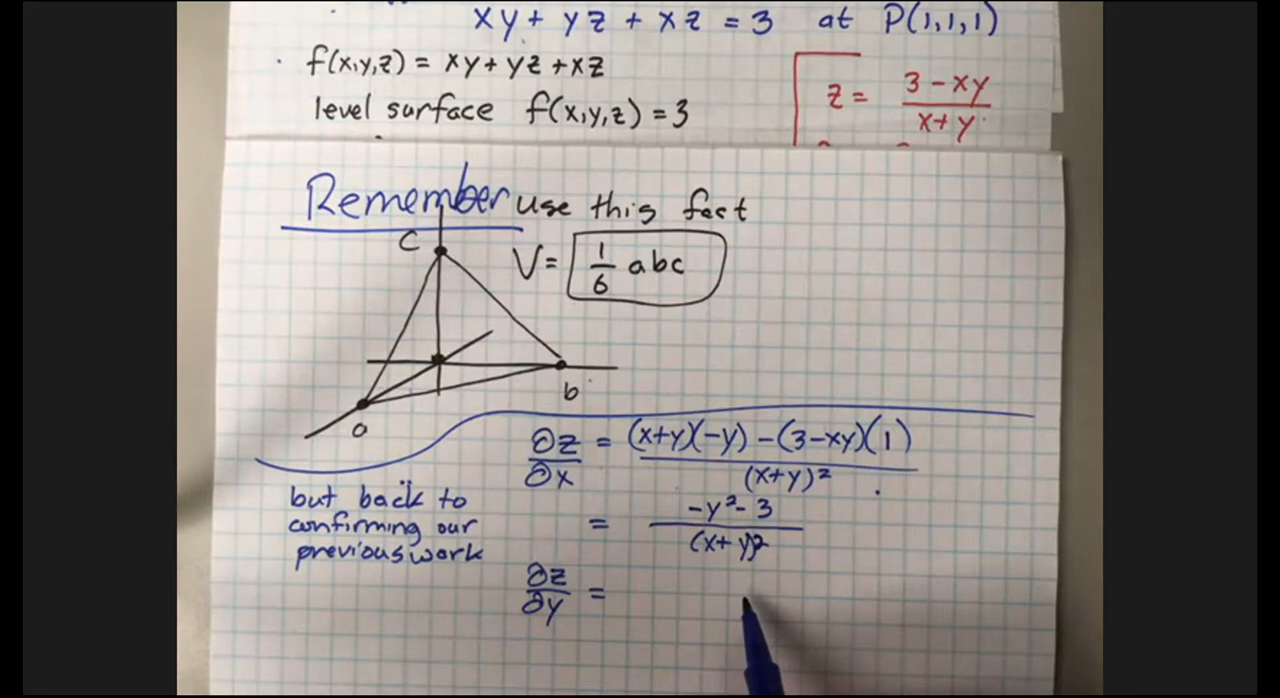 xy + yz + xz = 3 at P(1,1,1)
f(x,y,z) = xy + yz + xz
level surface f(x,y,z) = 3
z = (3 - xy)/(x + y)
Remember use this fact
V = 1/6 abc
c
b
a
∂z/∂x = ((x+y)(-y) - (3-xy)(1))/(x+y)²
but back to
confirming our
previous work
= (-y² - 3)/(x+y)²
∂z/∂y =